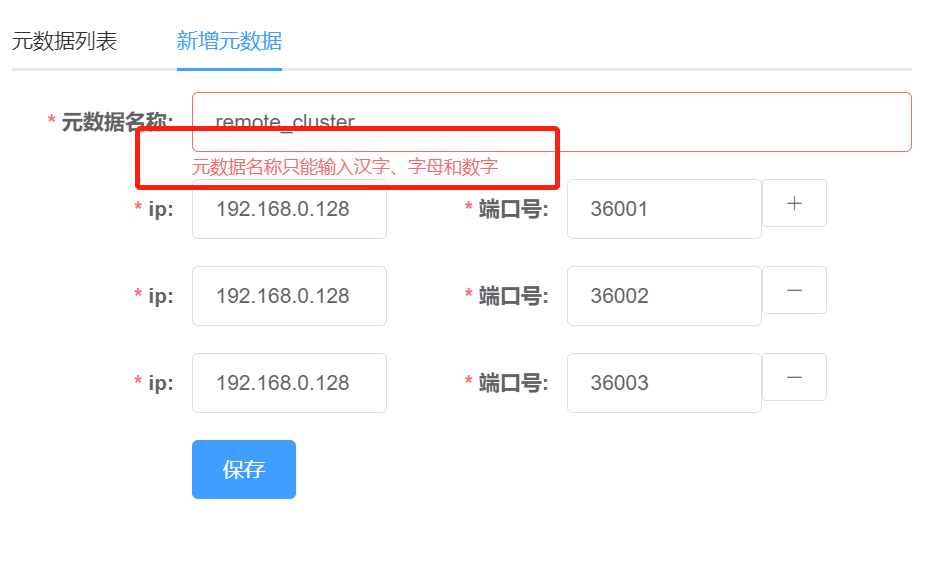 元数据列表 新增元数据
* 元数据名称: remote_cluster
元数据名称只能输入汉字、字母和数字
* ip: 192.168.0.128 * 端口号: 36001 +
* ip: 192.168.0.128 * 端口号: 36002 −
* ip: 192.168.0.128 * 端口号: 36003 −
保存